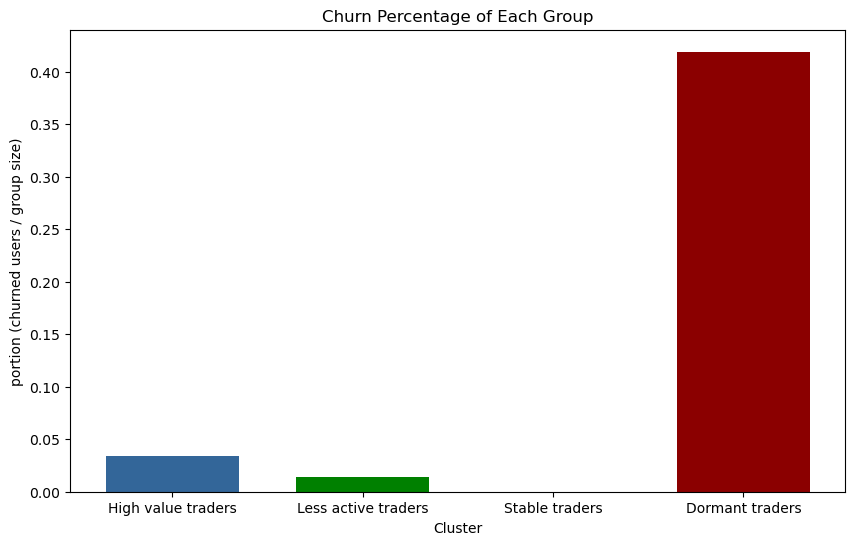 Churn Percentage of Each Group
portion (churned users / group size)
0.40
0.35
0.30
0.25
0.20
0.15
0.10
0.05
0.00
High value traders
Less active traders
Stable traders
Dormant traders
Cluster